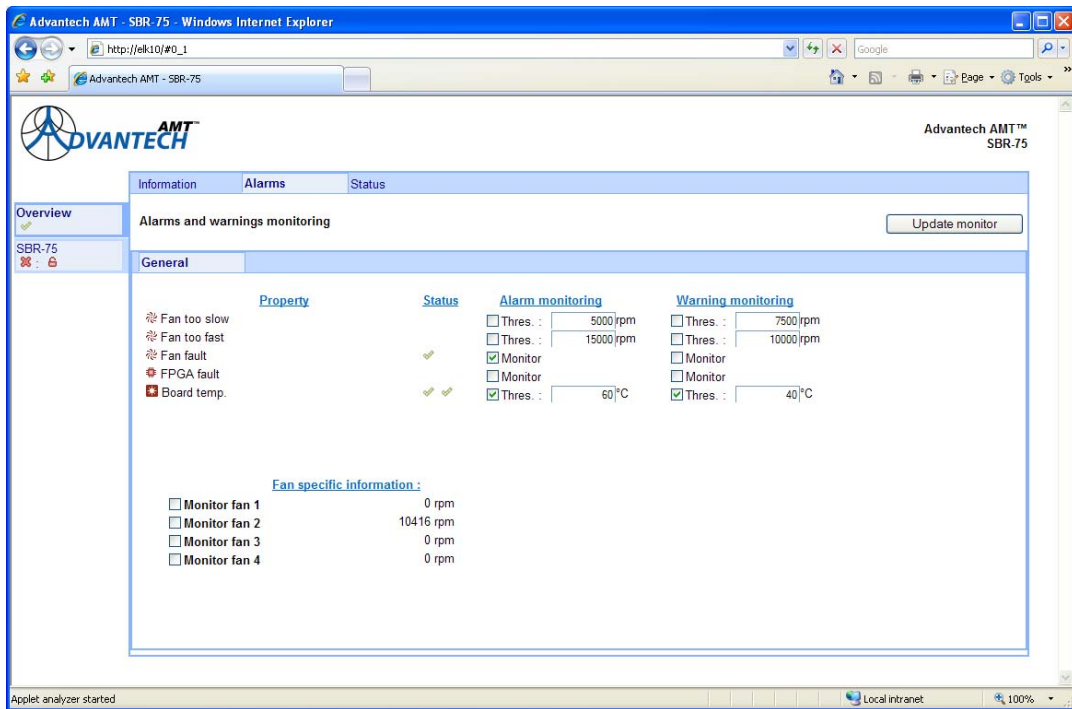 Advantech AMT - SBR-75 - Windows Internet Explorer
http://elk10/#0_1
Google
Advantech AMT - SBR-75
Page Tools
ADVANTECH AMT™
Advantech AMT™
SBR-75
Information Alarms Status
Overview
Alarms and warnings monitoring
Update monitor
SBR-75
General
Property Status Alarm monitoring Warning monitoring
Fan too slow Thres. : 5000 rpm Thres. : 7500 rpm
Fan too fast Thres. : 15000 rpm Thres. : 10000 rpm
Fan fault Monitor Monitor
FPGA fault Monitor Monitor
Board temp. Thres. : 60 °C Thres. : 40 °C
Fan specific information :
Monitor fan 1 0 rpm
Monitor fan 2 10416 rpm
Monitor fan 3 0 rpm
Monitor fan 4 0 rpm
Applet analyzer started Local intranet 100%